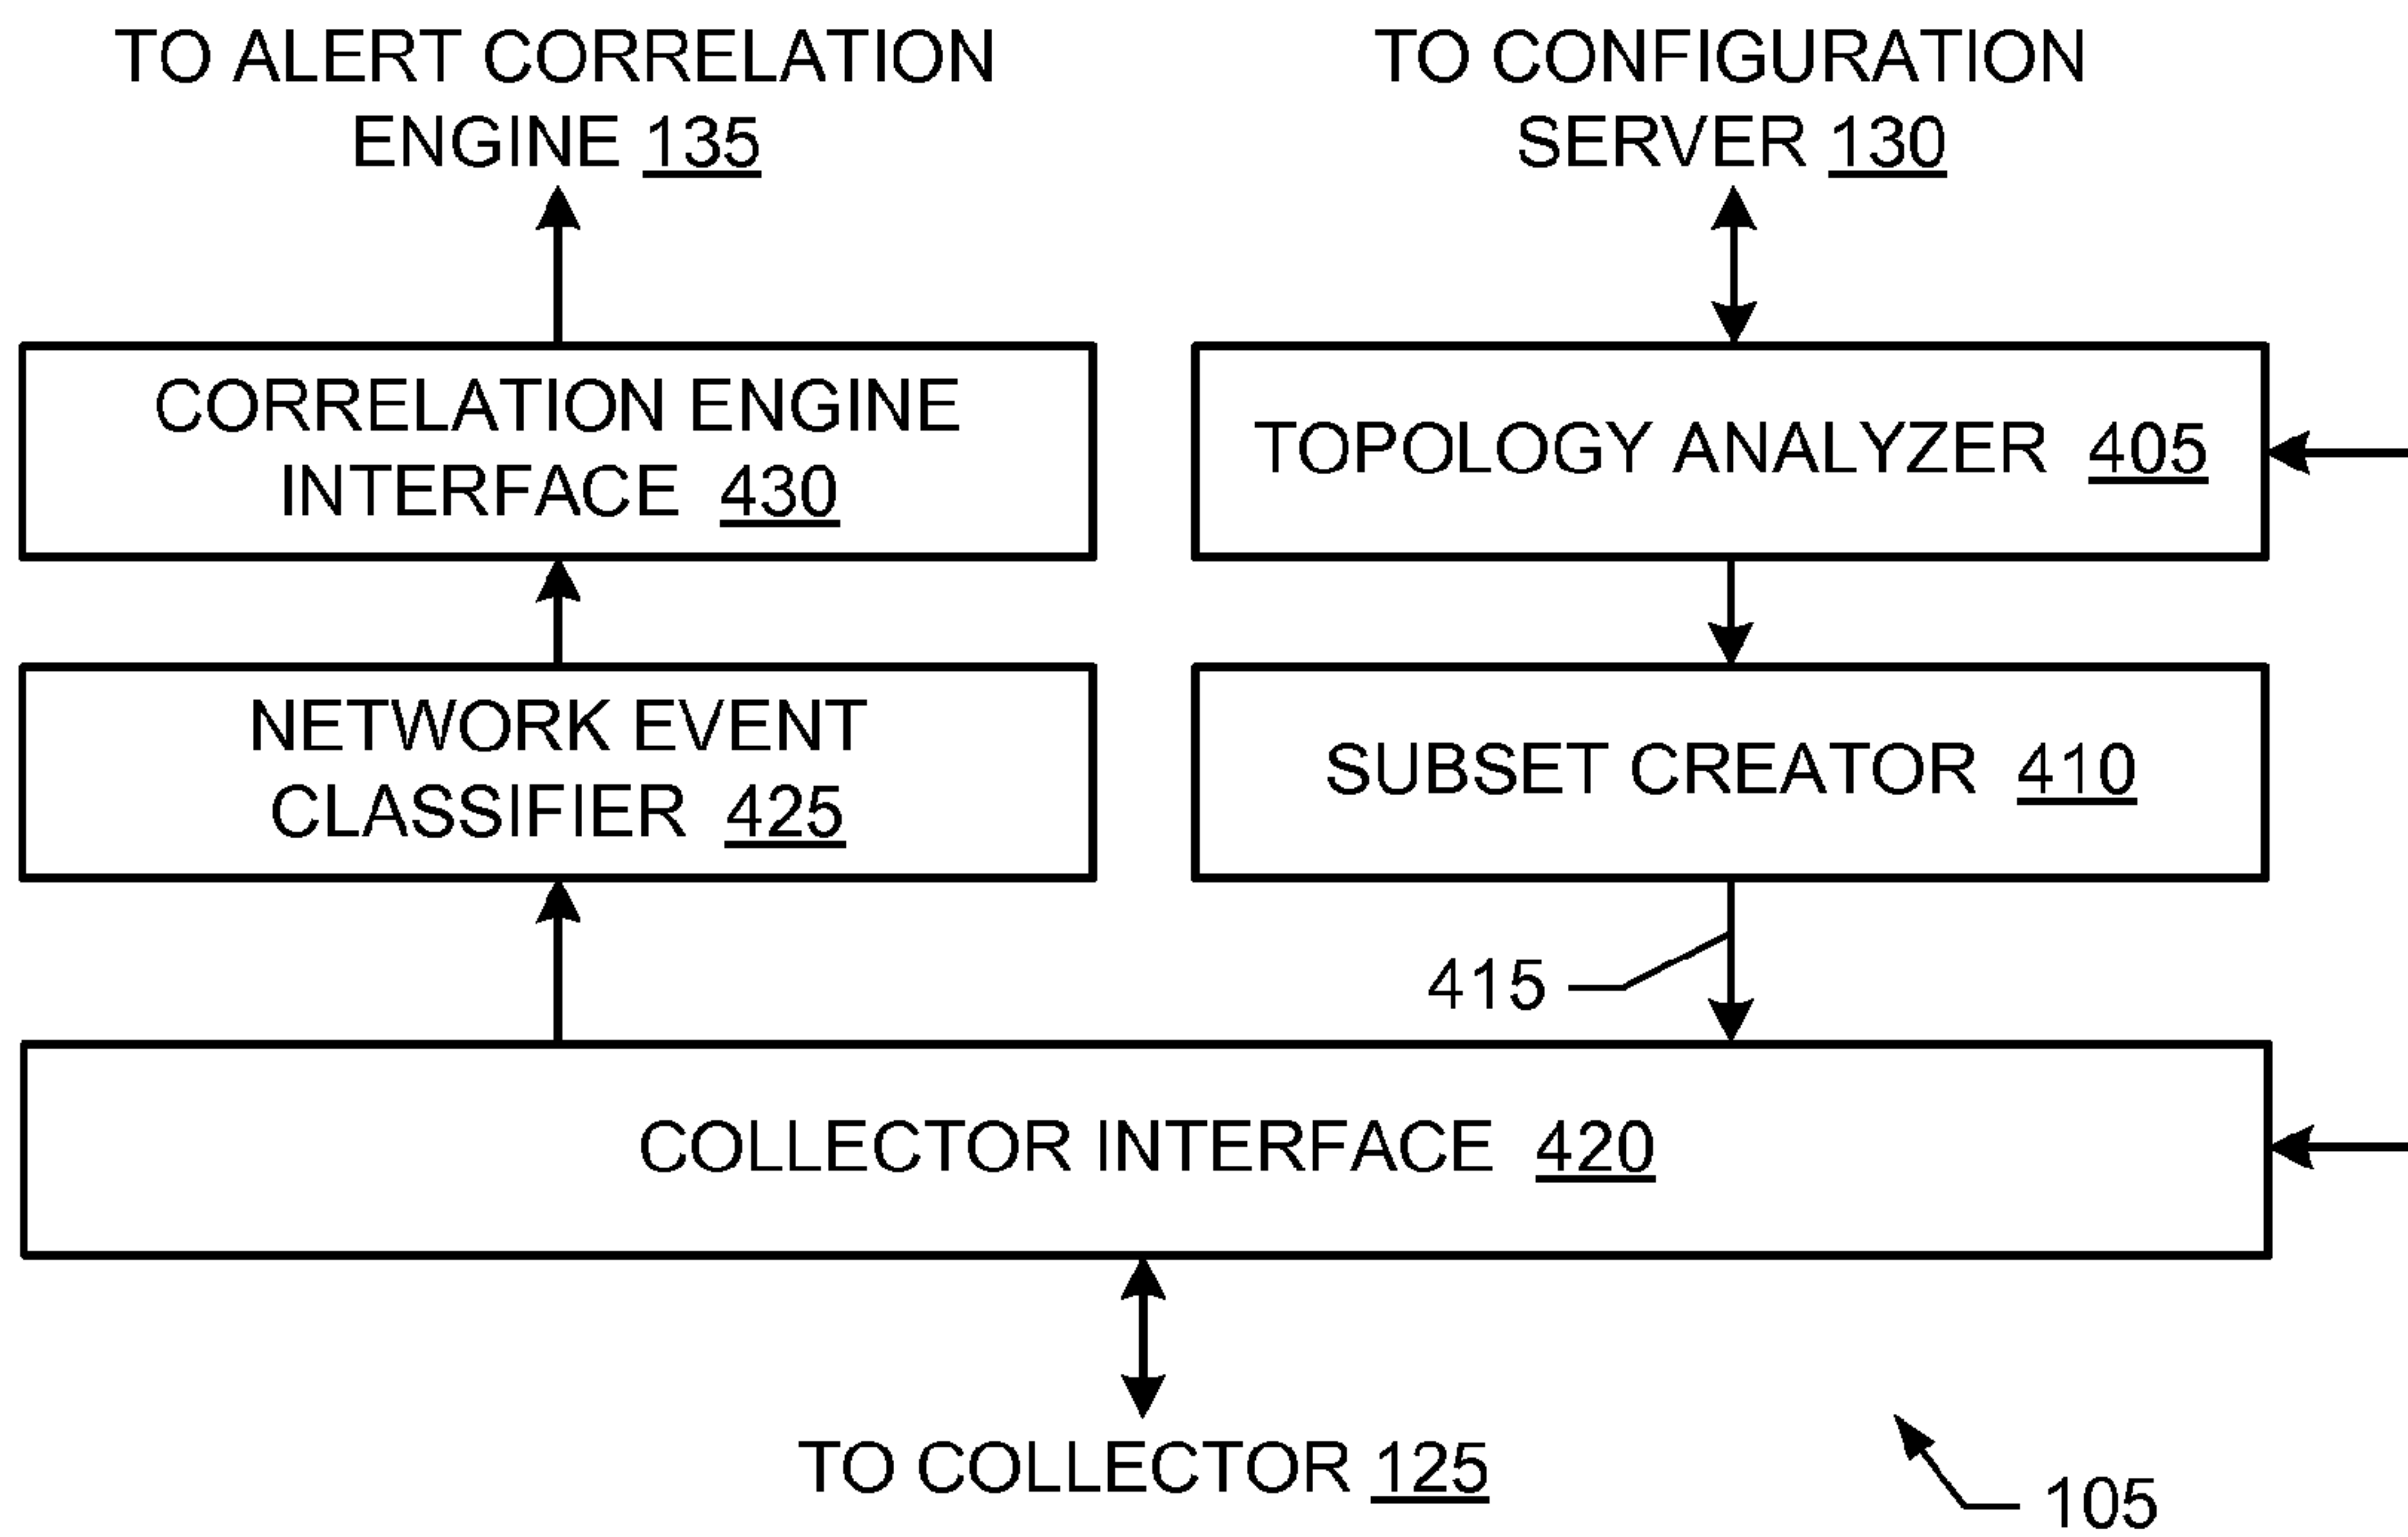 TO ALERT CORRELATION
ENGINE 135
TO CONFIGURATION
SERVER 130
CORRELATION ENGINE
INTERFACE 430
TOPOLOGY ANALYZER 405
NETWORK EVENT
CLASSIFIER 425
SUBSET CREATOR 410
415
COLLECTOR INTERFACE 420
TO COLLECTOR 125
105